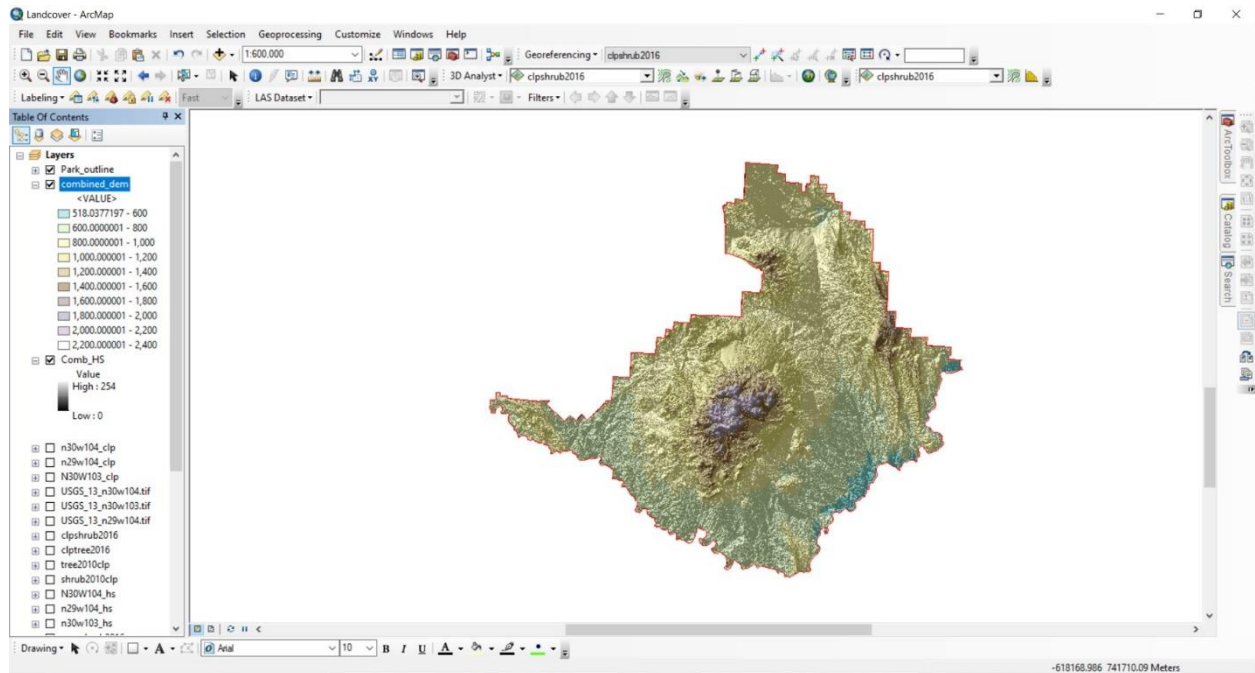 Landcover - ArcMap
File Edit View Bookmarks Insert Selection Geoprocessing Customize Windows Help
1:600,000 Georeferencing clpshrub2016
3D Analyst clpshrub2016 clpshrub2016
Labeling Fast LAS Dataset Filters
Table Of Contents
Layers
Park_outline
combined_dem
<VALUE>
518.0377197 - 600
600.0000001 - 800
800.0000001 - 1,000
1,000.000001 - 1,200
1,200.000001 - 1,400
1,400.000001 - 1,600
1,600.000001 - 1,800
1,800.000001 - 2,000
2,000.000001 - 2,200
2,200.000001 - 2,400
Comb_HS
Value
High : 254
Low : 0
n30w104_clp
n29w104_clp
N30W103_clp
USGS_13_n30w104.tif
USGS_13_n30w103.tif
USGS_13_n29w104.tif
clpshrub2016
clptree2016
tree2010clp
shrub2010clp
N30W104_hs
n29w104_hs
n30w103_hs
ArcToolbox
Catalog
Search
Drawing A Arial 10 B I U A
-618168.986 741710.09 Meters